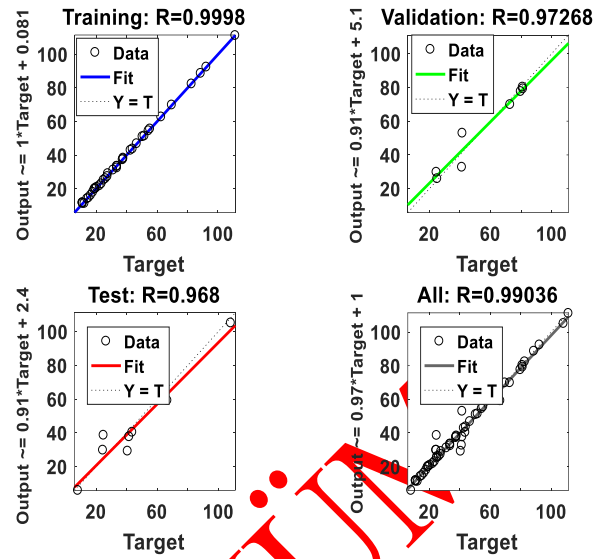 Training: R=0.9998
Output ~= 1*Target + 0.081
100
80
60
40
20
Data
Fit
Y = T
20 60 100
Target
Validation: R=0.97268
Output ~= 0.91*Target + 5.1
100
80
60
40
20
Data
Fit
Y = T
20 60 100
Target
Test: R=0.968
Output ~= 0.91*Target + 2.4
100
80
60
40
20
Data
Fit
Y = T
20 60 100
Target
All: R=0.99036
Output ~= 0.97*Target + 1
100
80
60
40
20
Data
Fit
Y = T
20 60 100
Target